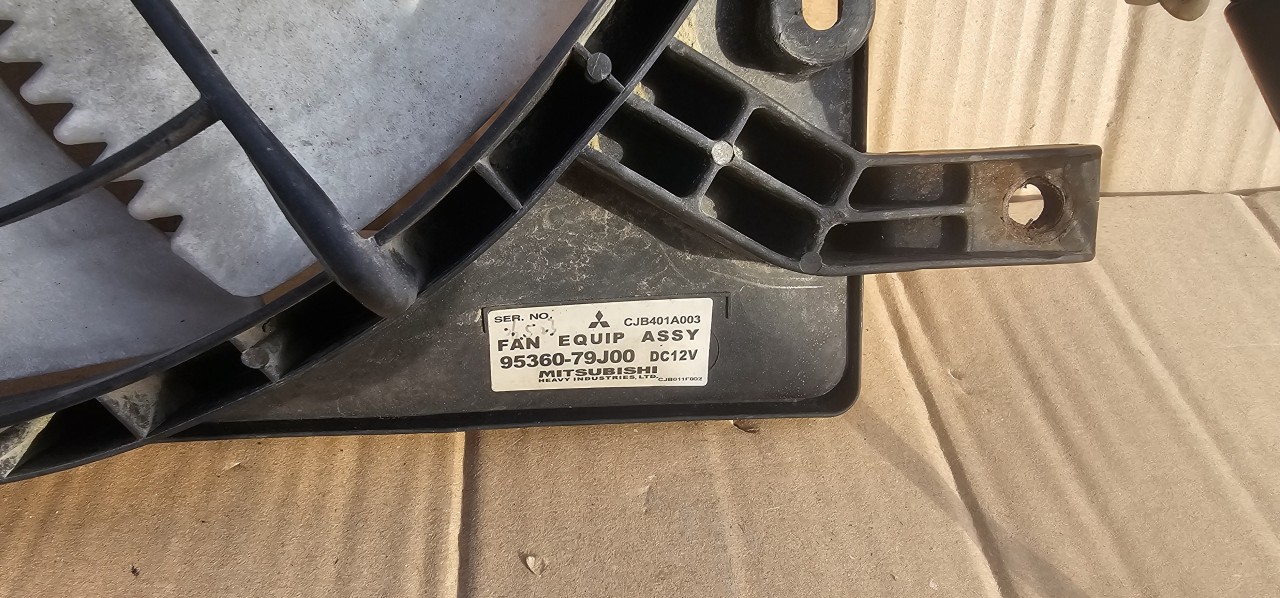 SER. NO.
CJB401A003
FAN EQUIP ASSY
95360-79J00 DC12V
MITSUBISHI
HEAVY INDUSTRIES, LTD. CJB011F902